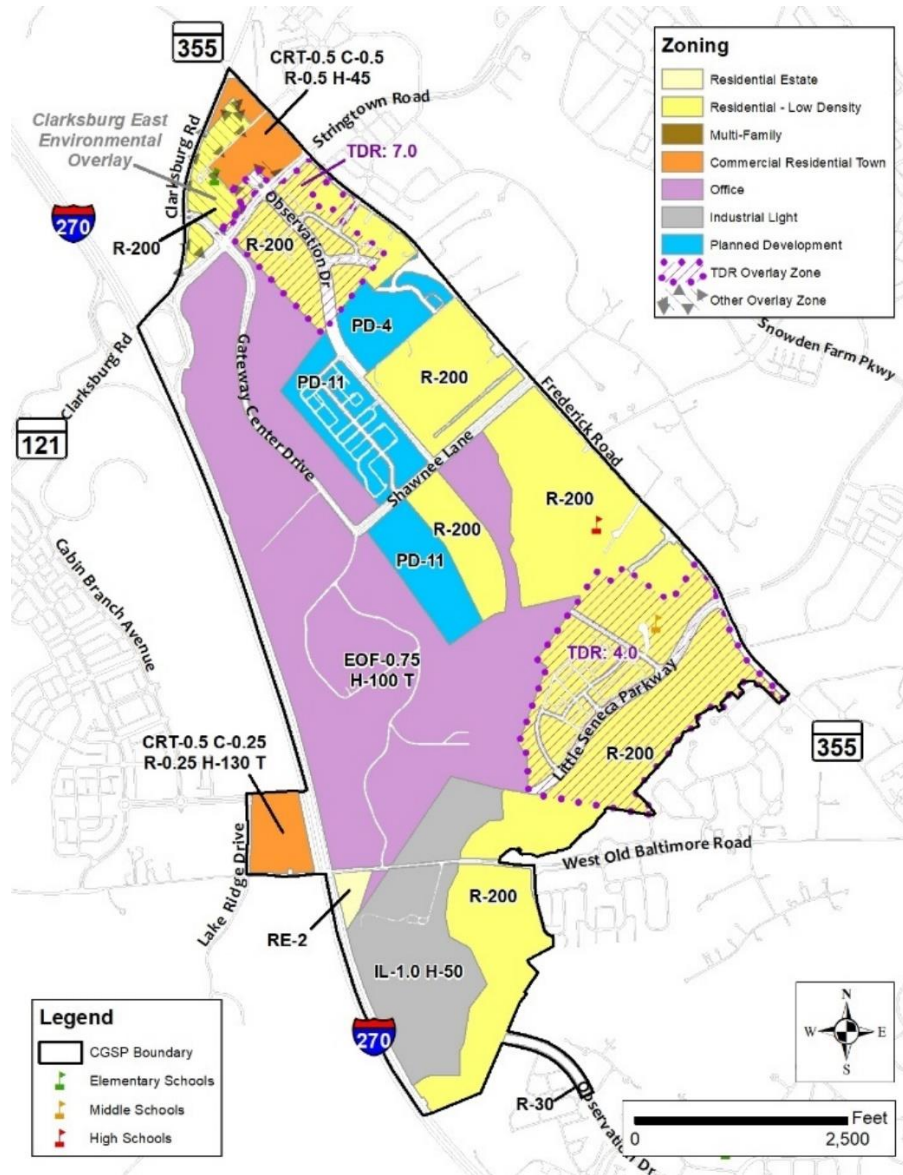 355
CRT-0.5 C-0.5
R-0.5 H-45
Clarksburg Rd
Stringtown Road
Clarksburg East
Environmental
Overlay
TDR: 7.0
270
R-200
Observation Dr
R-200
Zoning
Residential Estate
Residential - Low Density
Multi-Family
Commercial Residential Town
Office
Industrial Light
Planned Development
TDR Overlay Zone
Other Overlay Zone
Clarksburg Rd
Gateway Center Drive
PD-4
PD-11
R-200
Snowden Farm Pkwy
Frederick Road
121
Shawnee Lane
R-200
R-200
PD-11
Cabin Branch Avenue
EOF-0.75
H-100 T
TDR: 4.0
Little Seneca Parkway
R-200
355
CRT-0.5 C-0.25
R-0.25 H-130 T
Lake Ridge Drive
West Old Baltimore Road
R-200
RE-2
IL-1.0 H-50
270
R-30
Observation Dr
Legend
CGSP Boundary
Elementary Schools
Middle Schools
High Schools
N
W
E
S
Feet
0
2,500